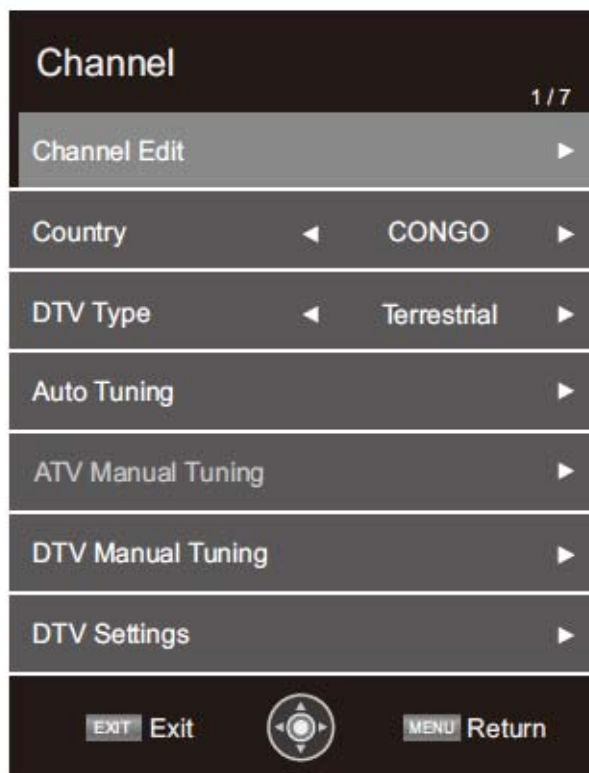 Channel
1 / 7
Channel Edit
Country CONGO
DTV Type Terrestrial
Auto Tuning
ATV Manual Tuning
DTV Manual Tuning
DTV Settings
EXIT Exit MENU Return